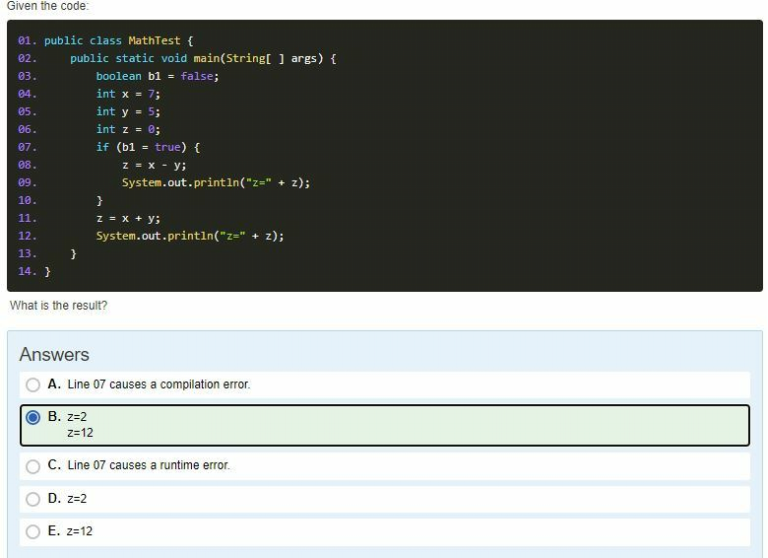 Given the code:
01. public class MathTest {
02. public static void main(String[ ] args) {
03. boolean b1 = false;
04. int x = 7;
05. int y = 5;
06. int z = 0;
07. if (b1 = true) {
08. z = x - y;
09. System.out.println("z=" + z);
10. }
11. z = x + y;
12. System.out.println("z=" + z);
13. }
14. }
What is the result?
Answers
A. Line 07 causes a compilation error.
B. z=2
z=12
C. Line 07 causes a runtime error.
D. z=2
E. z=12